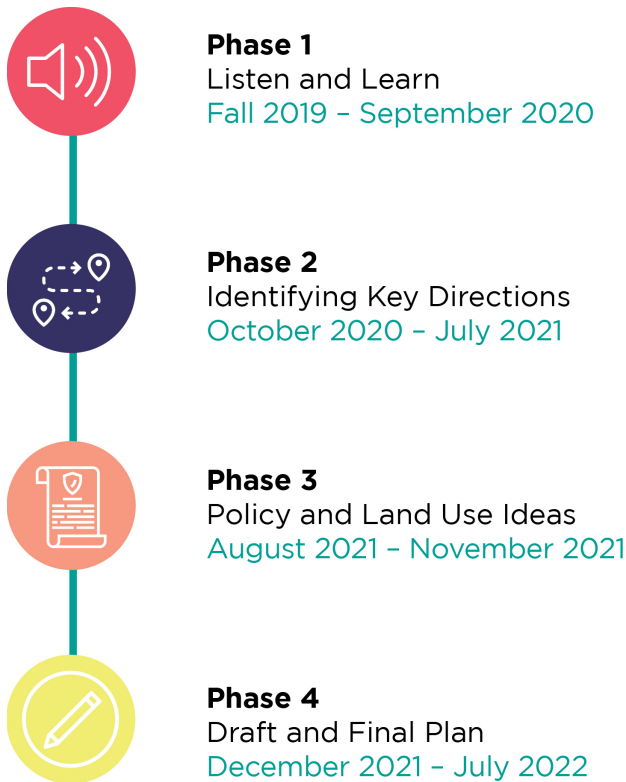 Phase 1
Listen and Learn
Fall 2019 – September 2020
Phase 2
Identifying Key Directions
October 2020 – July 2021
Phase 3
Policy and Land Use Ideas
August 2021 – November 2021
Phase 4
Draft and Final Plan
December 2021 – July 2022